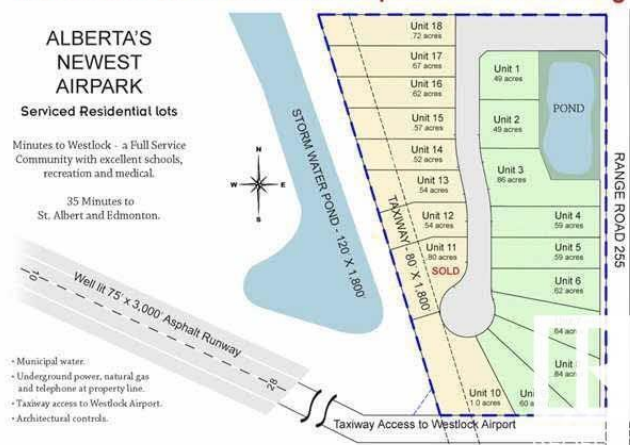 ALBERTA'S
NEWEST
AIRPARK
Serviced Residential lots
Minutes to Westlock - a Full Service
Community with excellent schools,
recreation and medical.
35 Minutes to
St. Albert and Edmonton.
N
W
E
S
STORM WATER POND - 120' X 1,800'
Well lit 75' x 3,000' Asphalt Runway
10
28
• Municipal water.
• Underground power, natural gas
and telephone at property line.
• Taxiway access to Westlock Airport.
• Architectural controls.
Unit 18
.72 acres
Unit 17
.67 acres
Unit 16
.62 acres
Unit 15
.57 acres
Unit 14
.52 acres
Unit 13
.54 acres
Unit 12
.54 acres
Unit 11
.80 acres
SOLD
TAXIWAY - 80' X 1,800'
Unit 1
.49 acres
Unit 2
.49 acres
Unit 3
.86 acres
POND
Unit 4
.59 acres
Unit 5
.59 acres
Unit 6
.62 acres
.64 acres
Unit
.84 acres
.60
Unit 10
1.0 acres
RANGE ROAD 255
Taxiway Access to Westlock Airport